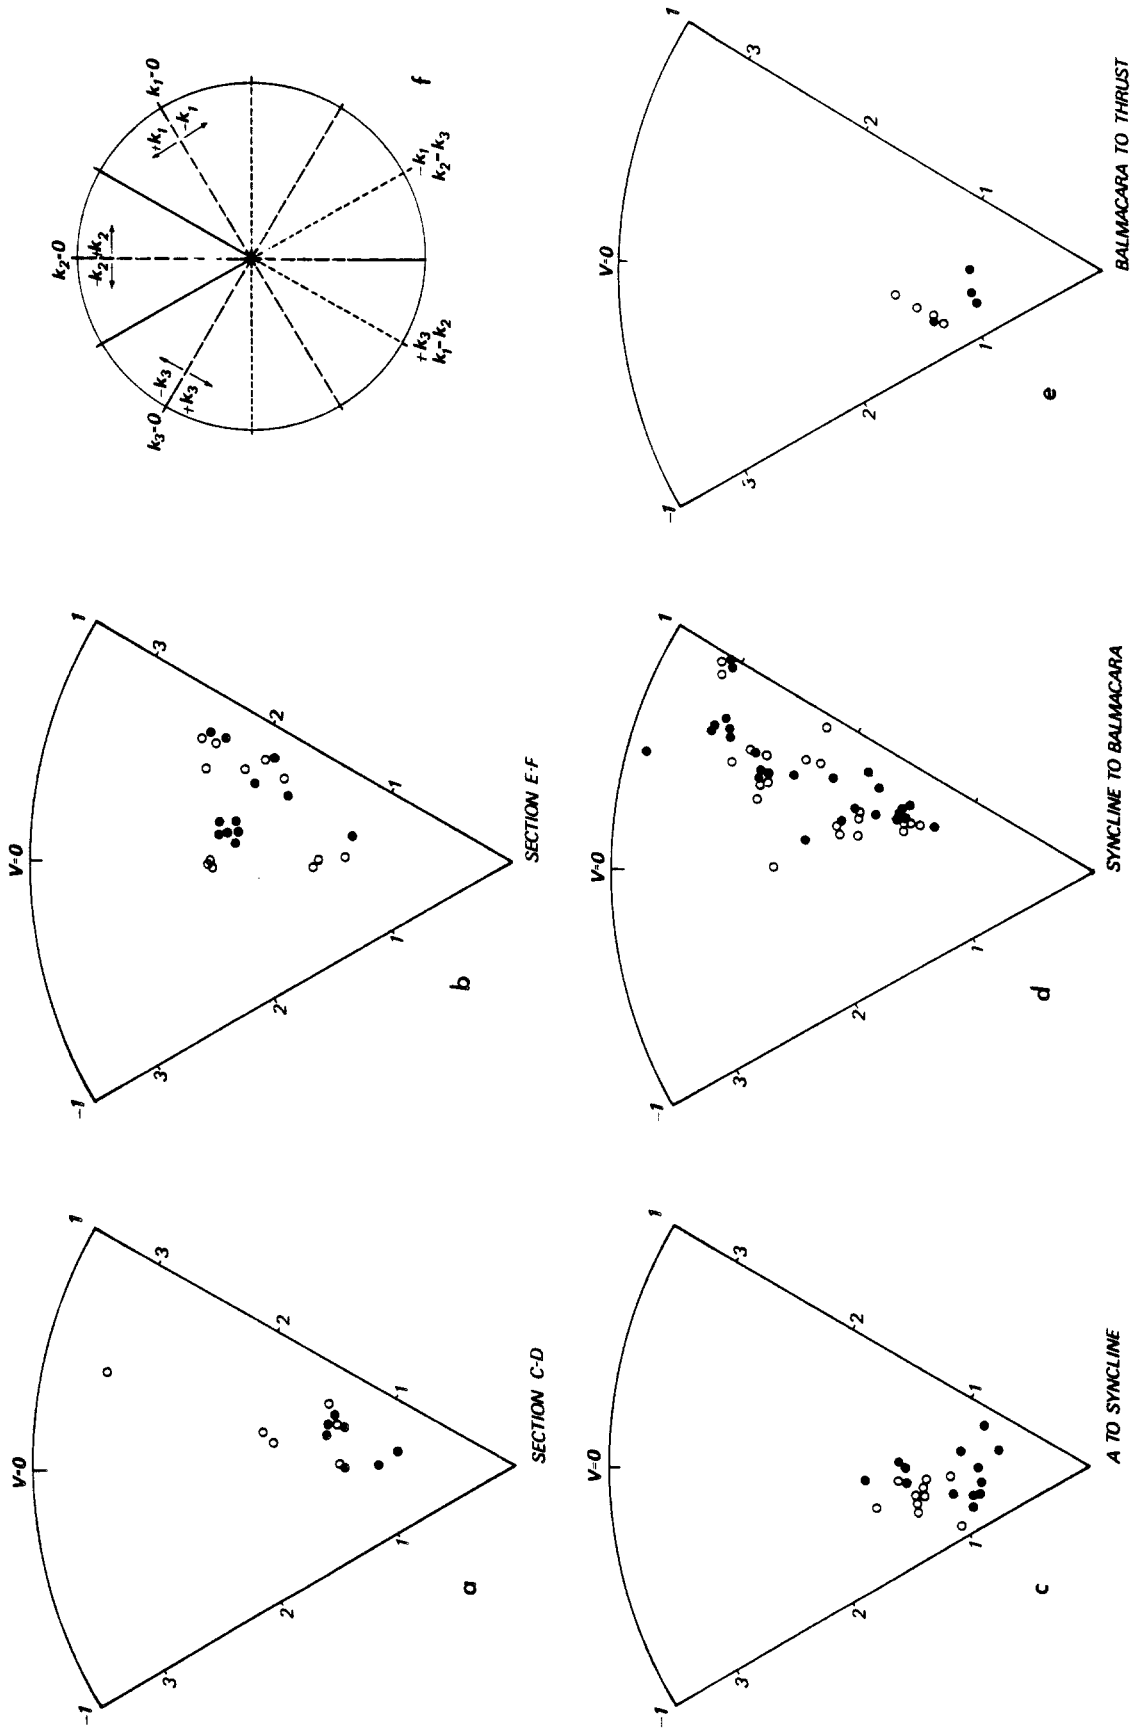 V=0
-1
1
3
3
2
2
1
1
a
SECTION C-D
V=0
-1
1
3
3
2
2
1
1
b
SECTION E-F
k₂=0
-k₂ +k₂
k₃=0
-k₃
+k₃
k₁=0
+k₁
-k₁
+k₃
k₁=k₂
-k₁
k₂=k₃
f
V=0
-1
1
3
3
2
2
1
1
c
A TO SYNCLINE
V=0
-1
1
3
2
1
d
SYNCLINE TO BALMACARA
V=0
-1
1
3
3
2
2
1
1
e
BALMACARA TO THRUST